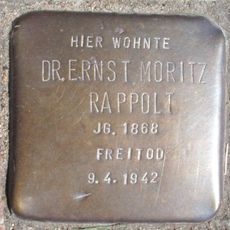 HIER WOHNTE
DR. ERNST MORITZ
RAPPOLT
JG. 1868
FREITOD
9.4.1942